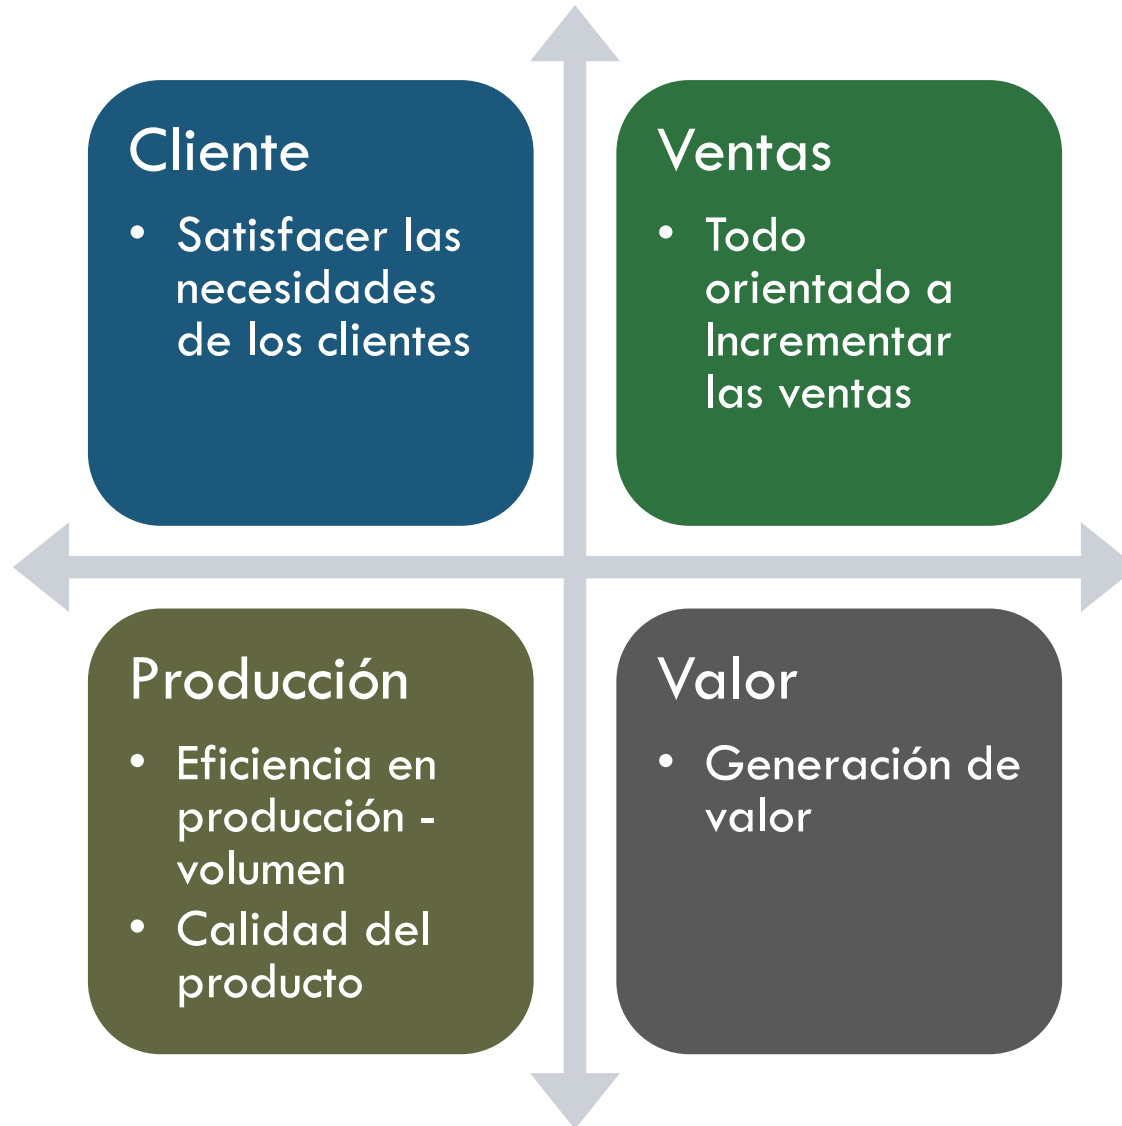 Cliente
• Satisfacer las
necesidades
de los clientes
Ventas
• Todo
orientado a
Incrementar
las ventas
Producción
• Eficiencia en
producción -
volumen
• Calidad del
producto
Valor
• Generación de
valor